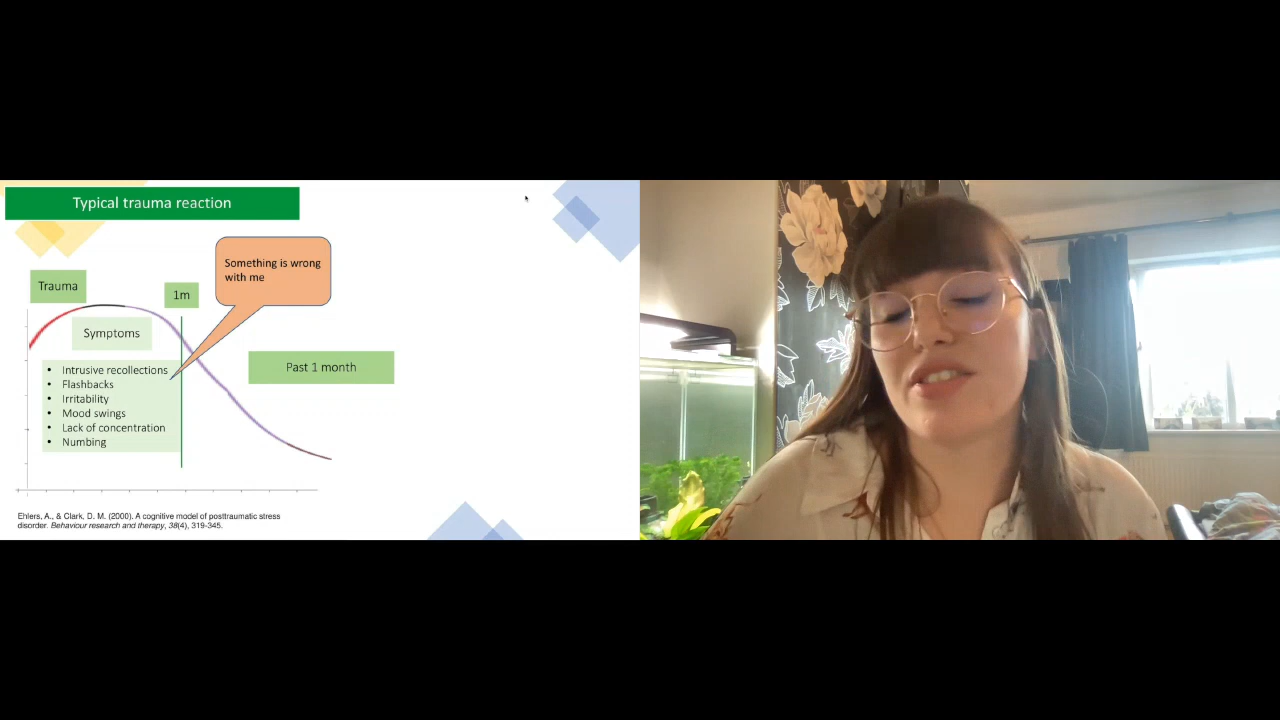 Typical trauma reaction
Something is wrong
with me
Trauma
1m
Symptoms
Past 1 month
• Intrusive recollections
• Flashbacks
• Irritability
• Mood swings
• Lack of concentration
• Numbing
Ehlers, A., & Clark, D. M. (2000). A cognitive model of posttraumatic stress
disorder. Behaviour research and therapy, 38(4), 319-345.